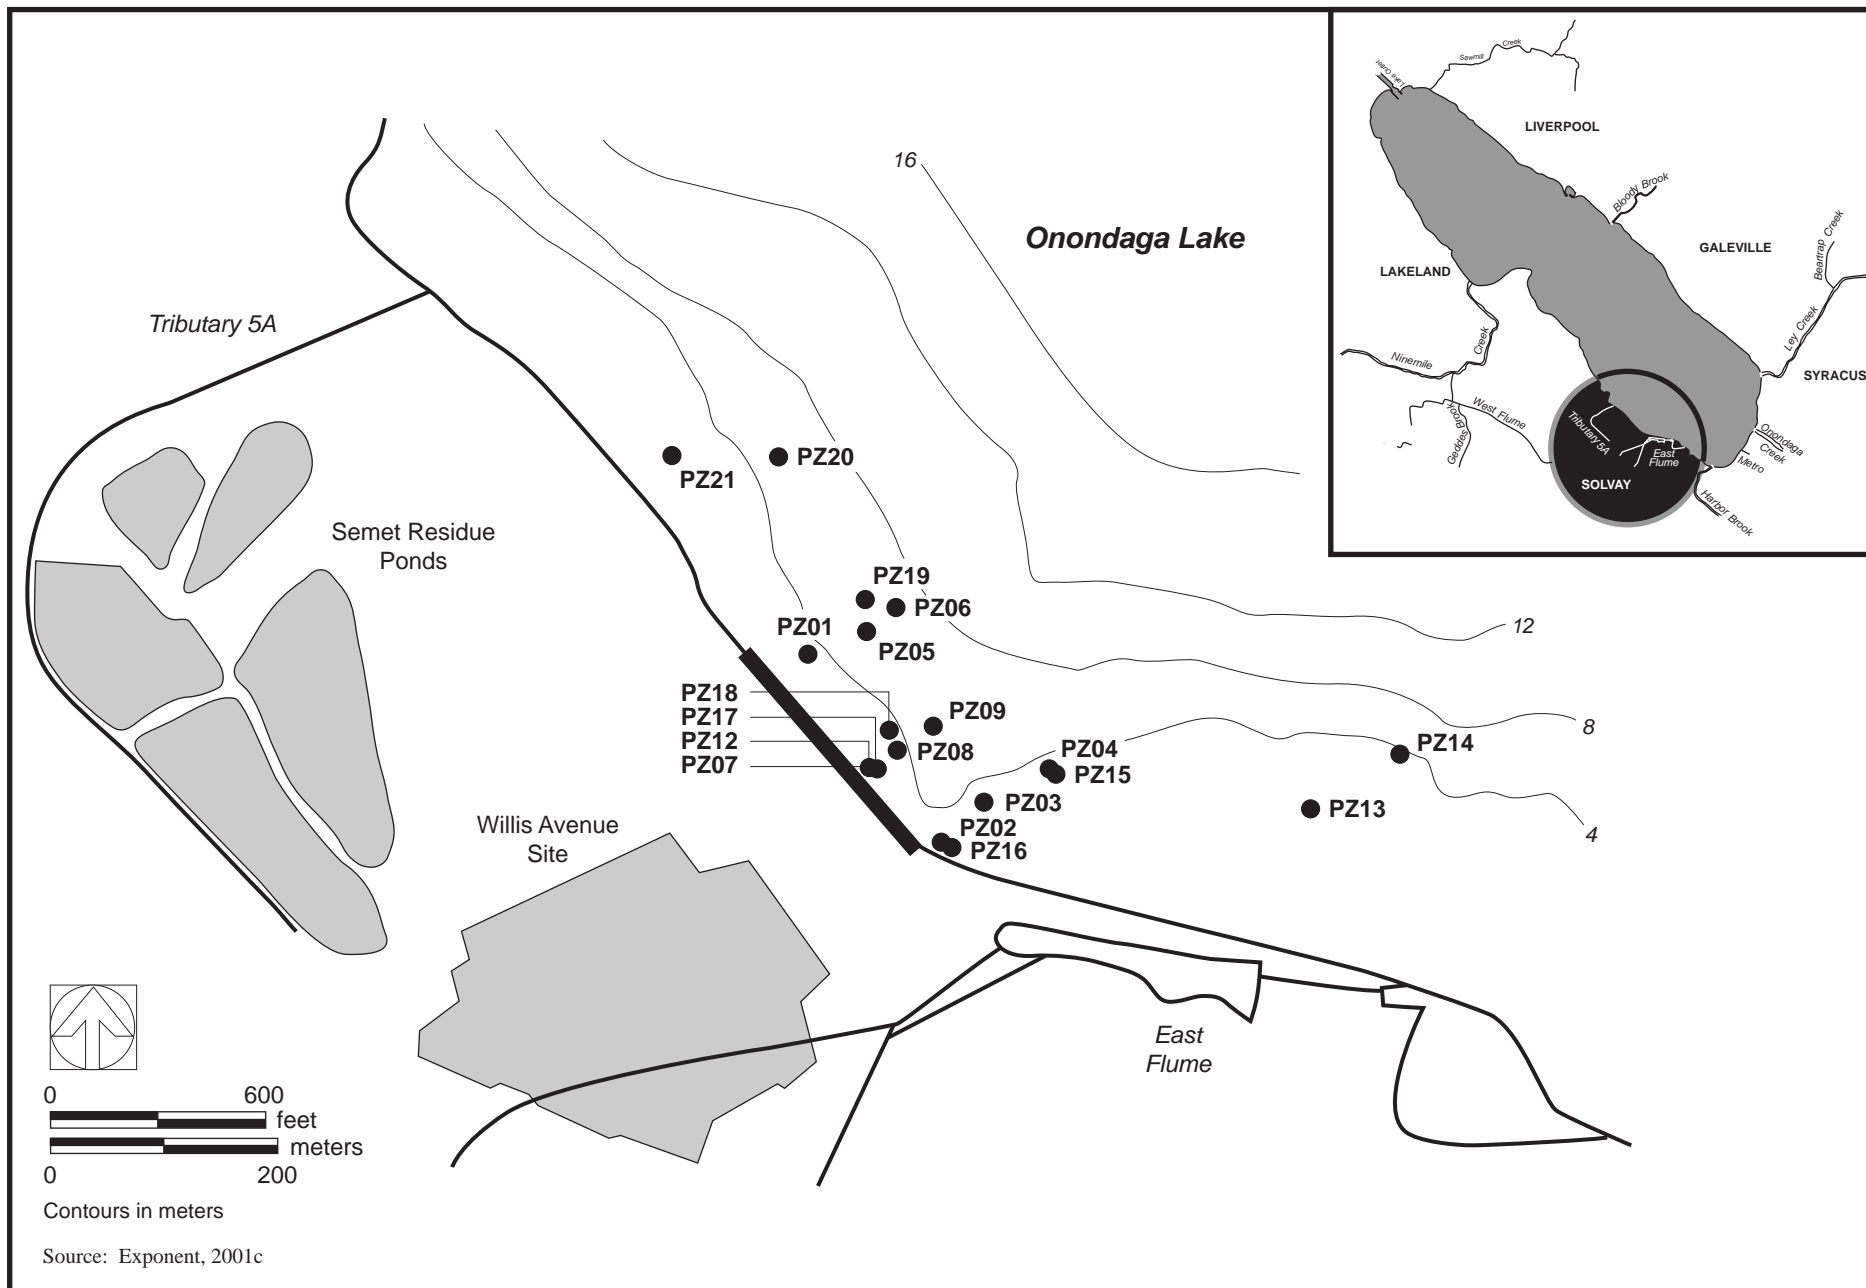 16
Onondaga Lake
Tributary 5A
PZ21
PZ20
Semet Residue
Ponds
PZ19
PZ06
PZ01
PZ05
12
PZ18
PZ17
PZ12
PZ07
PZ09
PZ08
8
PZ04
PZ15
PZ14
PZ03
PZ13
PZ02
PZ16
4
Willis Avenue
Site
East
Flume
0 600
feet
meters
0 200
Contours in meters
Source: Exponent, 2001c
Sawmill Creek
Lake Outlet
LIVERPOOL
Bloody Brook
GALEVILLE
Beartrap Creek
LAKELAND
Ley Creek
Ninemile Creek
SYRACUS
West Flume
Geddes Brook
Tributary 5A
East
Flume
SOLVAY
Onondaga
Creek
Metro
Harbor Brook